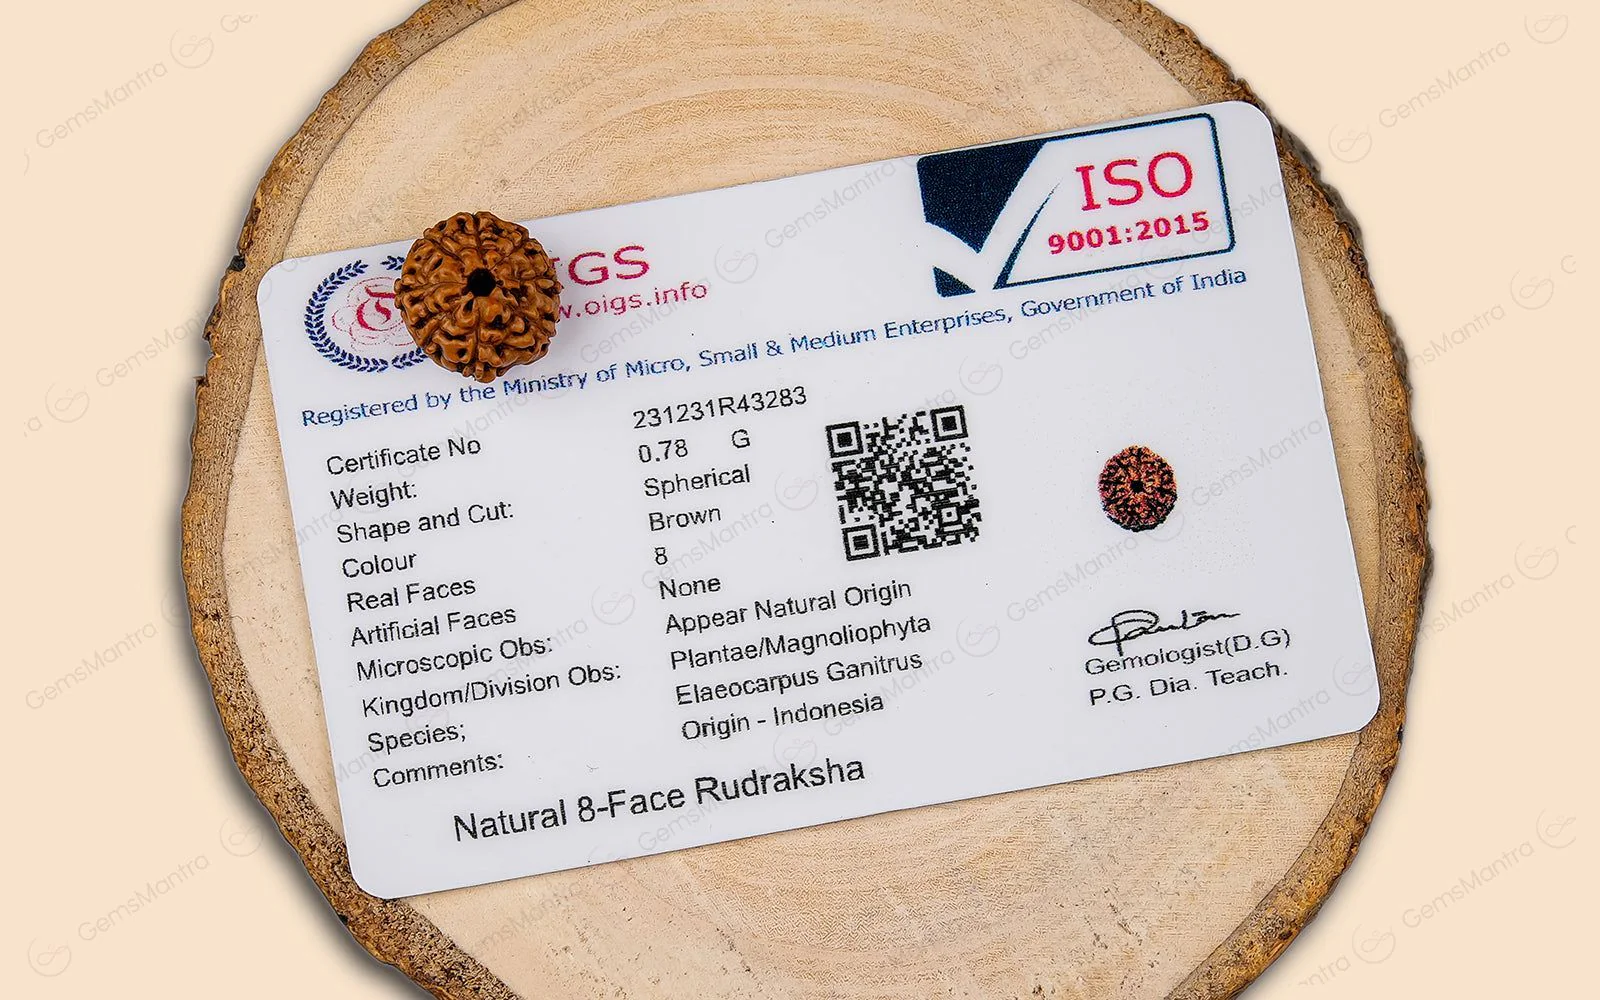 IGS
w.oigs.info
ISO
9001:2015
Registered by the Ministry of Micro, Small & Medium Enterprises, Government of India
Certificate No 231231R43283
Weight: 0.78 G
Shape and Cut: Spherical
Colour Brown
Real Faces 8
Artificial Faces None
Microscopic Obs: Appear Natural Origin
Kingdom/Division Obs: Plantae/Magnoliophyta
Species; Elaeocarpus Ganitrus
Comments: Origin - Indonesia
Natural 8-Face Rudraksha
Gemologist(D.G)
P.G. Dia. Teach.
GemsMantra